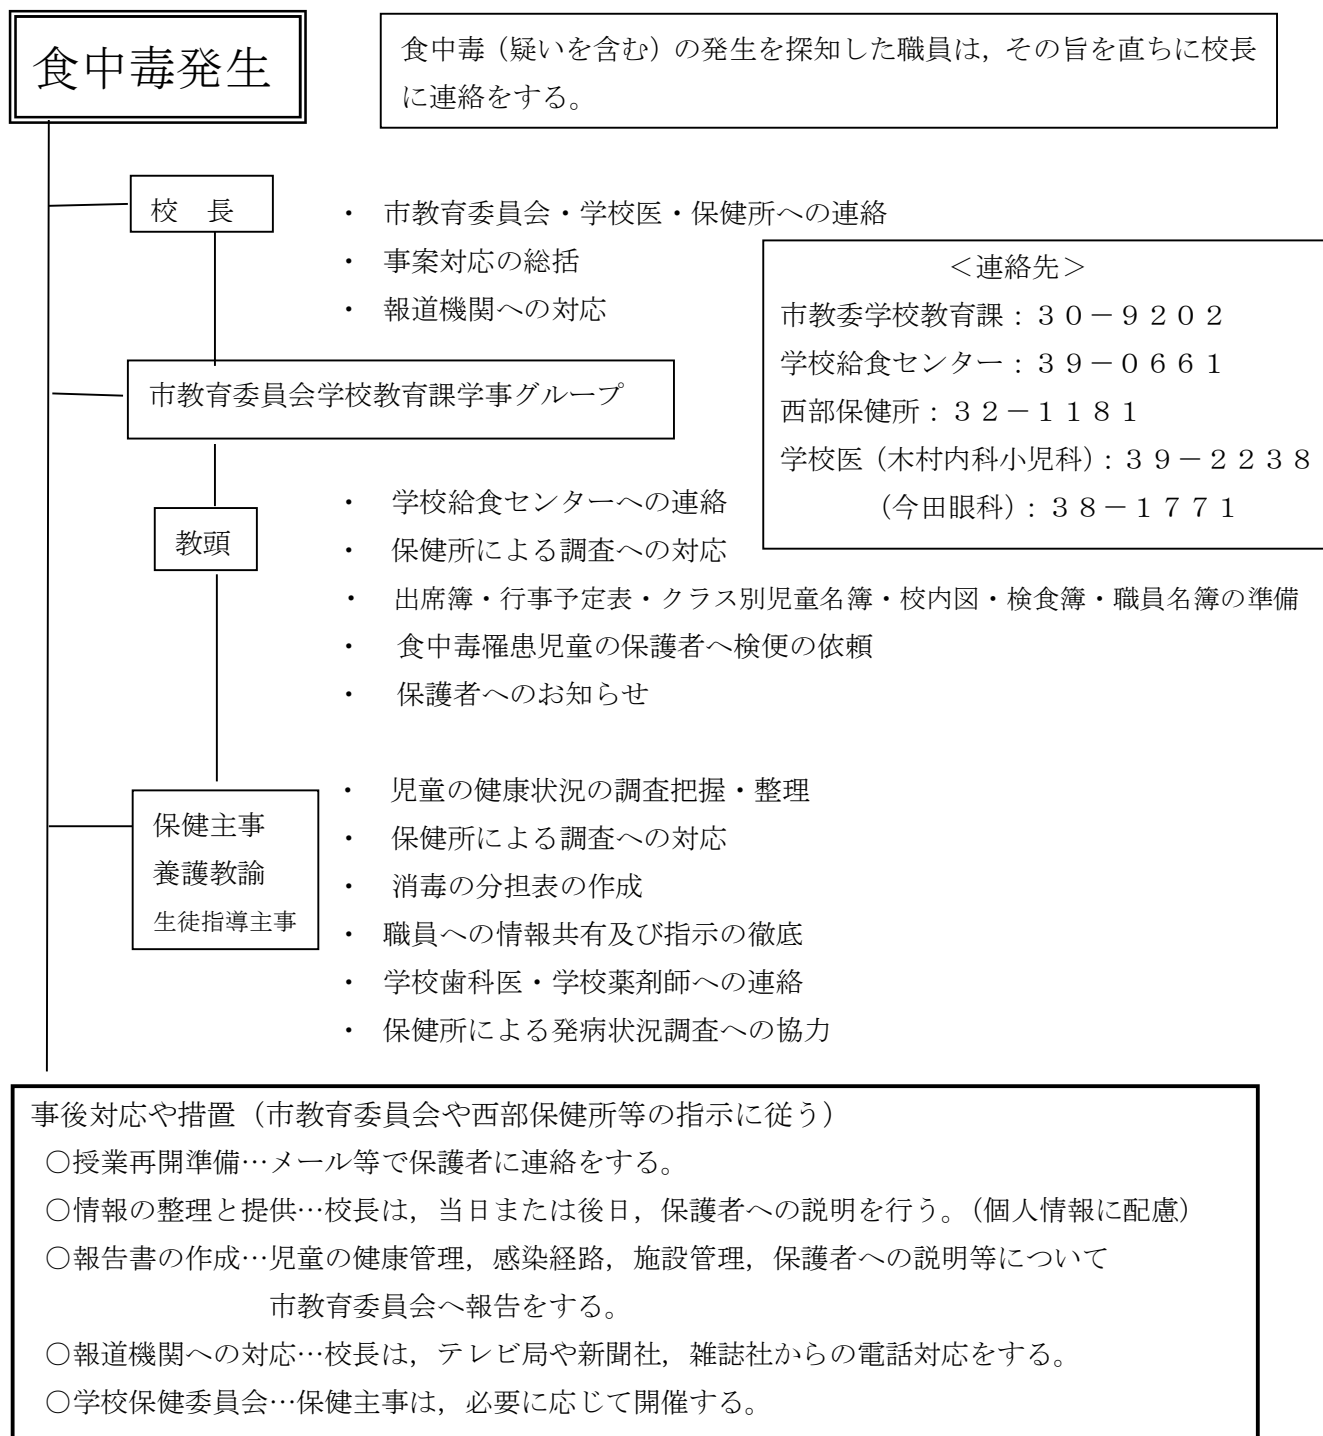 食中毒発生
食中毒（疑いを含む）の発生を探知した職員は，その旨を直ちに校長
に連絡をする。
校　長
・　市教育委員会・学校医・保健所への連絡
・　事案対応の総括
・　報道機関への対応
＜連絡先＞
市教委学校教育課：３０－９２０２
学校給食センター：３９－０６６１
西部保健所：３２－１１８１
学校医（木村内科小児科）：３９－２２３８
（今田眼科）：３８－１７７１
市教育委員会学校教育課学事グループ
教頭
・　学校給食センターへの連絡
・　保健所による調査への対応
・　出席簿・行事予定表・クラス別児童名簿・校内図・検食簿・職員名簿の準備
・　食中毒罹患児童の保護者へ検便の依頼
・　保護者へのお知らせ
保健主事
養護教諭
生徒指導主事
・　児童の健康状況の調査把握・整理
・　保健所による調査への対応
・　消毒の分担表の作成
・　職員への情報共有及び指示の徹底
・　学校歯科医・学校薬剤師への連絡
・　保健所による発病状況調査への協力
事後対応や措置（市教育委員会や西部保健所等の指示に従う）
○授業再開準備…メール等で保護者に連絡をする。
○情報の整理と提供…校長は，当日または後日，保護者への説明を行う。（個人情報に配慮）
○報告書の作成…児童の健康管理，感染経路，施設管理，保護者への説明等について
市教育委員会へ報告をする。
○報道機関への対応…校長は，テレビ局や新聞社，雑誌社からの電話対応をする。
○学校保健委員会…保健主事は，必要に応じて開催する。